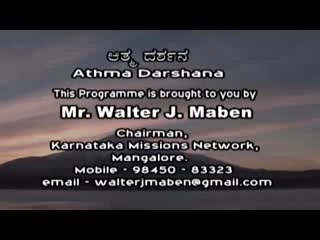 ಆತ್ಮ ದರ್ಶನ
Athma Darshana
This Programme is brought to you by
Mr. Walter J. Maben
Chairman,
Karnataka Missions Network,
Mangalore.
Mobile - 98450 - 83323
email - walterjmaben@gmail.com